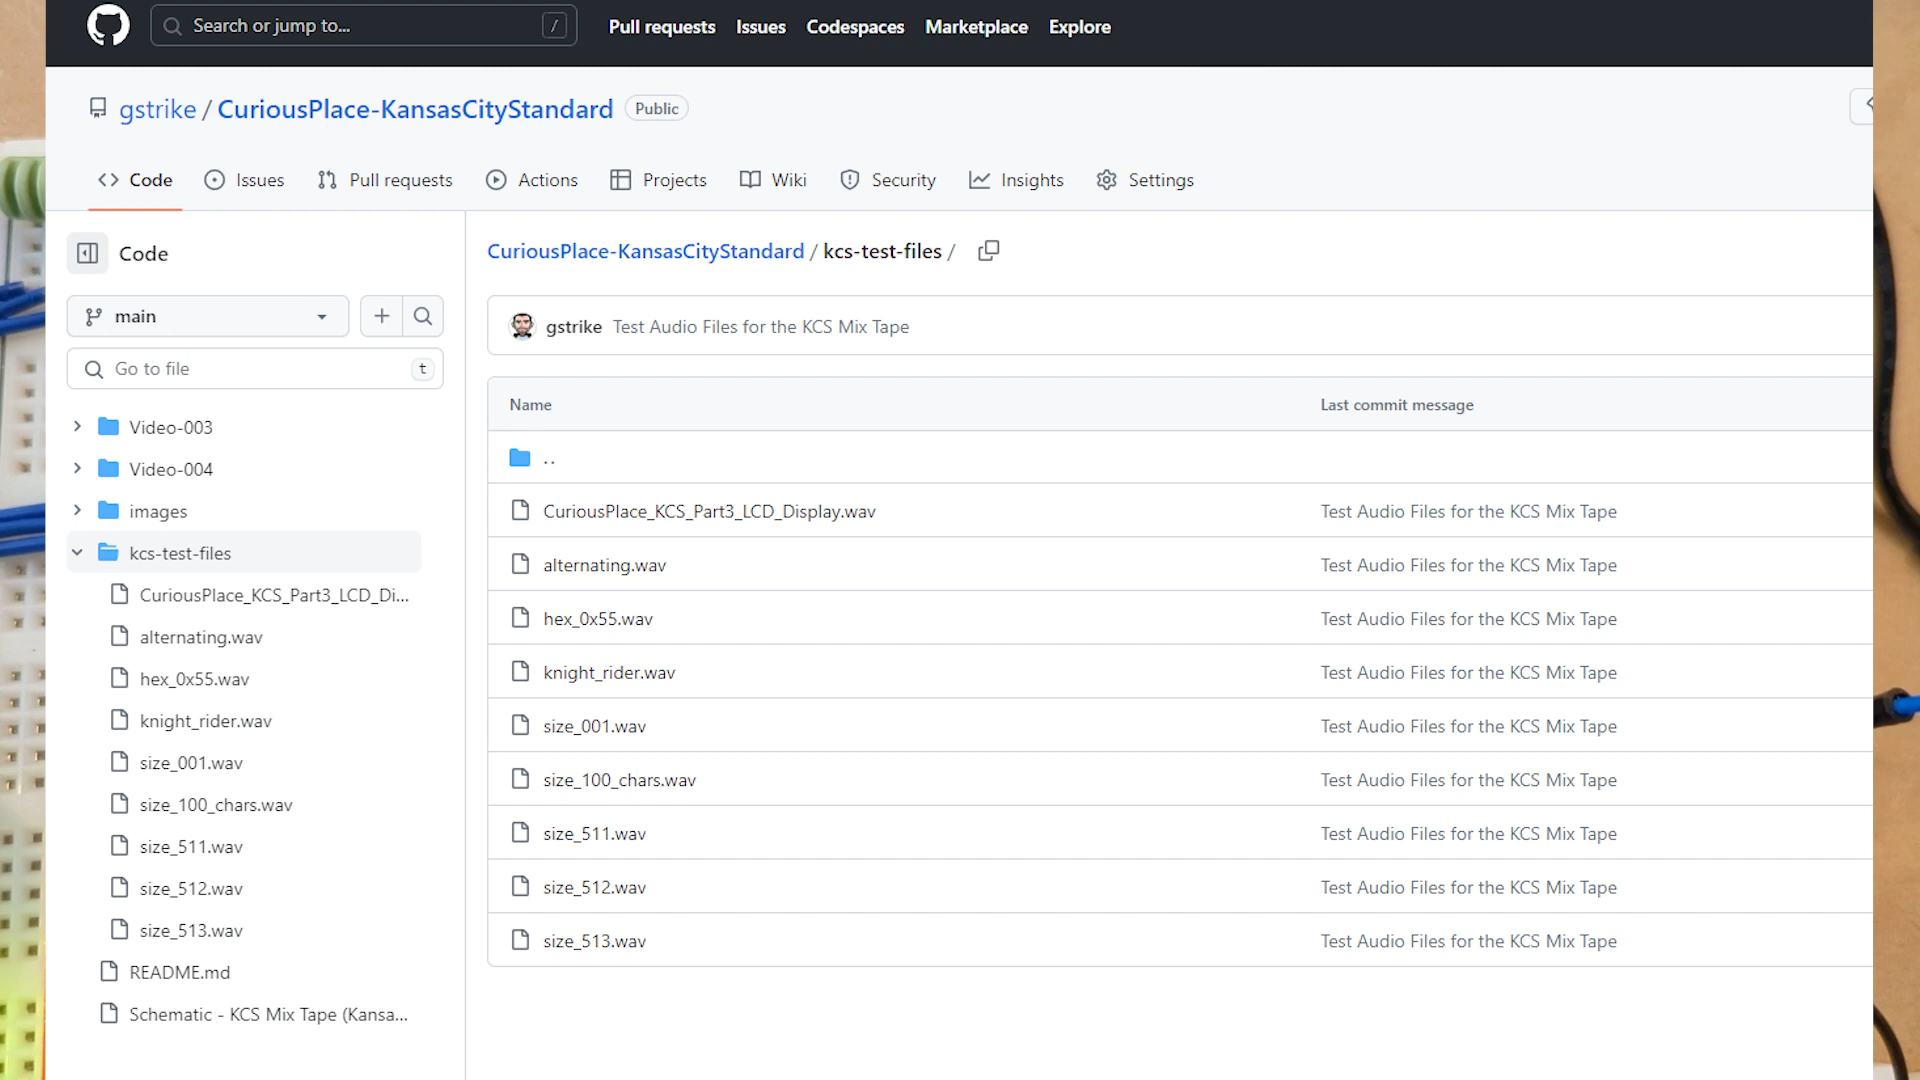 Search or jump to... /
Pull requests Issues Codespaces Marketplace Explore
gstrike / CuriousPlace-KansasCityStandard Public
Code Issues Pull requests Actions Projects Wiki Security Insights Settings
Code
main
Go to file t
Video-003
Video-004
images
kcs-test-files
CuriousPlace_KCS_Part3_LCD_Di...
alternating.wav
hex_0x55.wav
knight_rider.wav
size_001.wav
size_100_chars.wav
size_511.wav
size_512.wav
size_513.wav
README.md
Schematic - KCS Mix Tape (Kansa...
CuriousPlace-KansasCityStandard / kcs-test-files /
gstrike Test Audio Files for the KCS Mix Tape
Name Last commit message
..
CuriousPlace_KCS_Part3_LCD_Display.wav Test Audio Files for the KCS Mix Tape
alternating.wav Test Audio Files for the KCS Mix Tape
hex_0x55.wav Test Audio Files for the KCS Mix Tape
knight_rider.wav Test Audio Files for the KCS Mix Tape
size_001.wav Test Audio Files for the KCS Mix Tape
size_100_chars.wav Test Audio Files for the KCS Mix Tape
size_511.wav Test Audio Files for the KCS Mix Tape
size_512.wav Test Audio Files for the KCS Mix Tape
size_513.wav Test Audio Files for the KCS Mix Tape